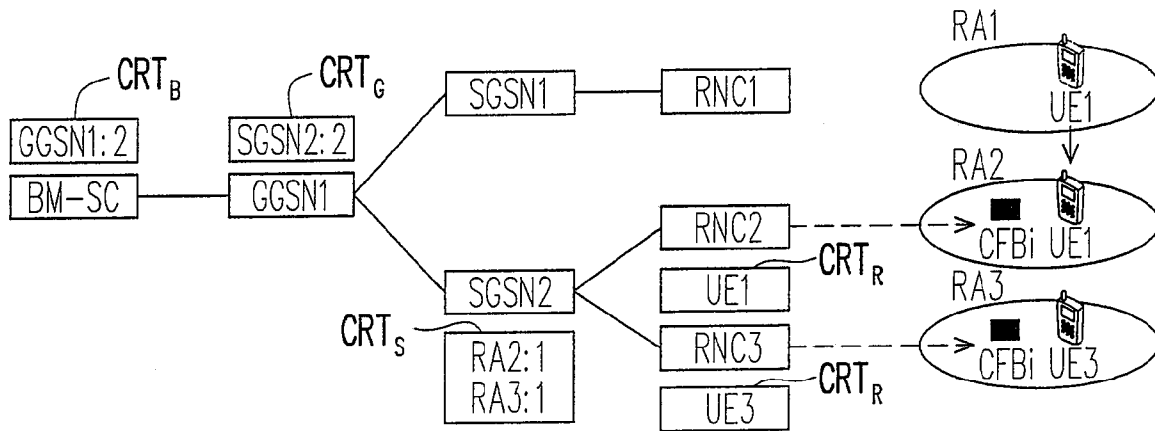 CRT_B
GGSN1:2
BM-SC
CRT_G
SGSN2:2
GGSN1
SGSN1
RNC1
SGSN2
CRT_S
RA2:1
RA3:1
RNC2
CRT_R
UE1
RNC3
CRT_R
UE3
RA1
UE1
RA2
CFBi UE1
RA3
CFBi UE3